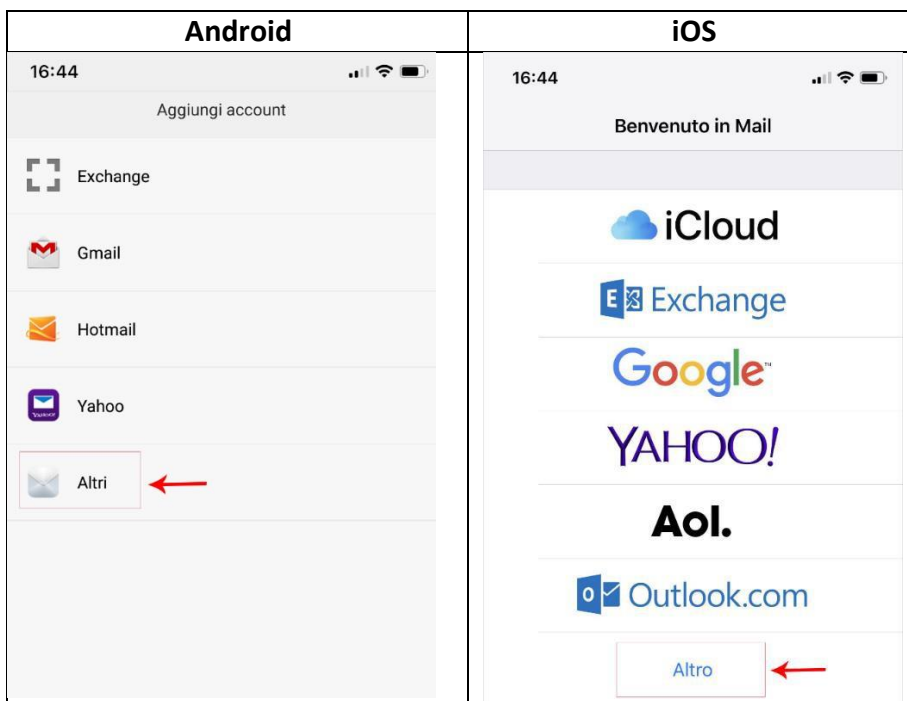 Android
16:44
Aggiungi account
Exchange
Gmail
Hotmail
Yahoo
Altri
iOS
16:44
Benvenuto in Mail
iCloud
E Exchange
Google™
YAHOO!
Aol.
O Outlook.com
Altro